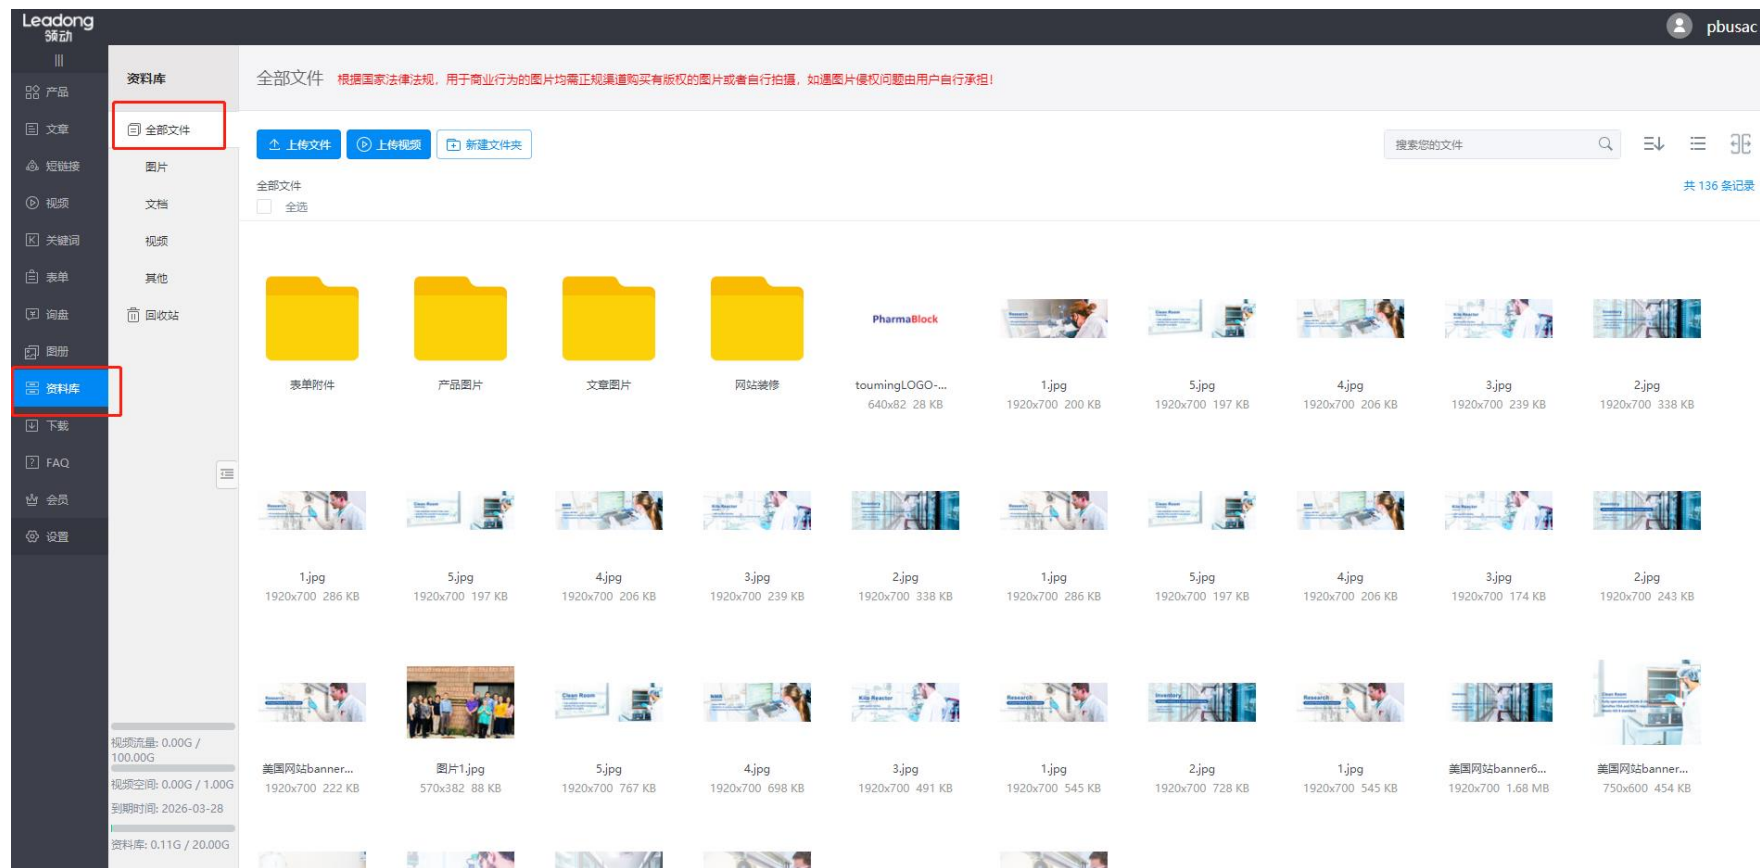 Leadong
领动
pbusac
产品
文章
短链接
视频
关键词
表单
询盘
图册
资料库
下载
FAQ
会员
设置
资料库
全部文件
图片
文档
视频
其他
回收站
视频流量: 0.00G /
100.00G
视频空间: 0.00G / 1.00G
到期时间: 2026-03-28
资料库: 0.11G / 20.00G
全部文件 根据国家法律法规，用于商业行为的图片均需正规渠道购买有版权的图片或者自行拍摄，如遇图片侵权问题由用户自行承担！
上传文件 上传视频 新建文件夹 搜索您的文件
全部文件 共 136 条记录
全选
PharmaBlock
表单附件 产品图片 文章图片 网站装修 toumingLOGO-... 1.jpg 5.jpg 4.jpg 3.jpg 2.jpg
640x82 28 KB 1920x700 200 KB 1920x700 197 KB 1920x700 206 KB 1920x700 239 KB 1920x700 338 KB
1.jpg 5.jpg 4.jpg 3.jpg 2.jpg 1.jpg 5.jpg 4.jpg 3.jpg 2.jpg
1920x700 286 KB 1920x700 197 KB 1920x700 206 KB 1920x700 239 KB 1920x700 338 KB 1920x700 286 KB 1920x700 197 KB 1920x700 206 KB 1920x700 174 KB 1920x700 243 KB
Research Clean Room Kilo Reactor Research Inventory Research
美国网站banner... 图片1.jpg 5.jpg 4.jpg 3.jpg 1.jpg 2.jpg 1.jpg 美国网站banner6... 美国网站banner...
1920x700 222 KB 570x382 88 KB 1920x700 767 KB 1920x700 698 KB 1920x700 491 KB 1920x700 545 KB 1920x700 728 KB 1920x700 545 KB 1920x700 1.68 MB 750x600 454 KB